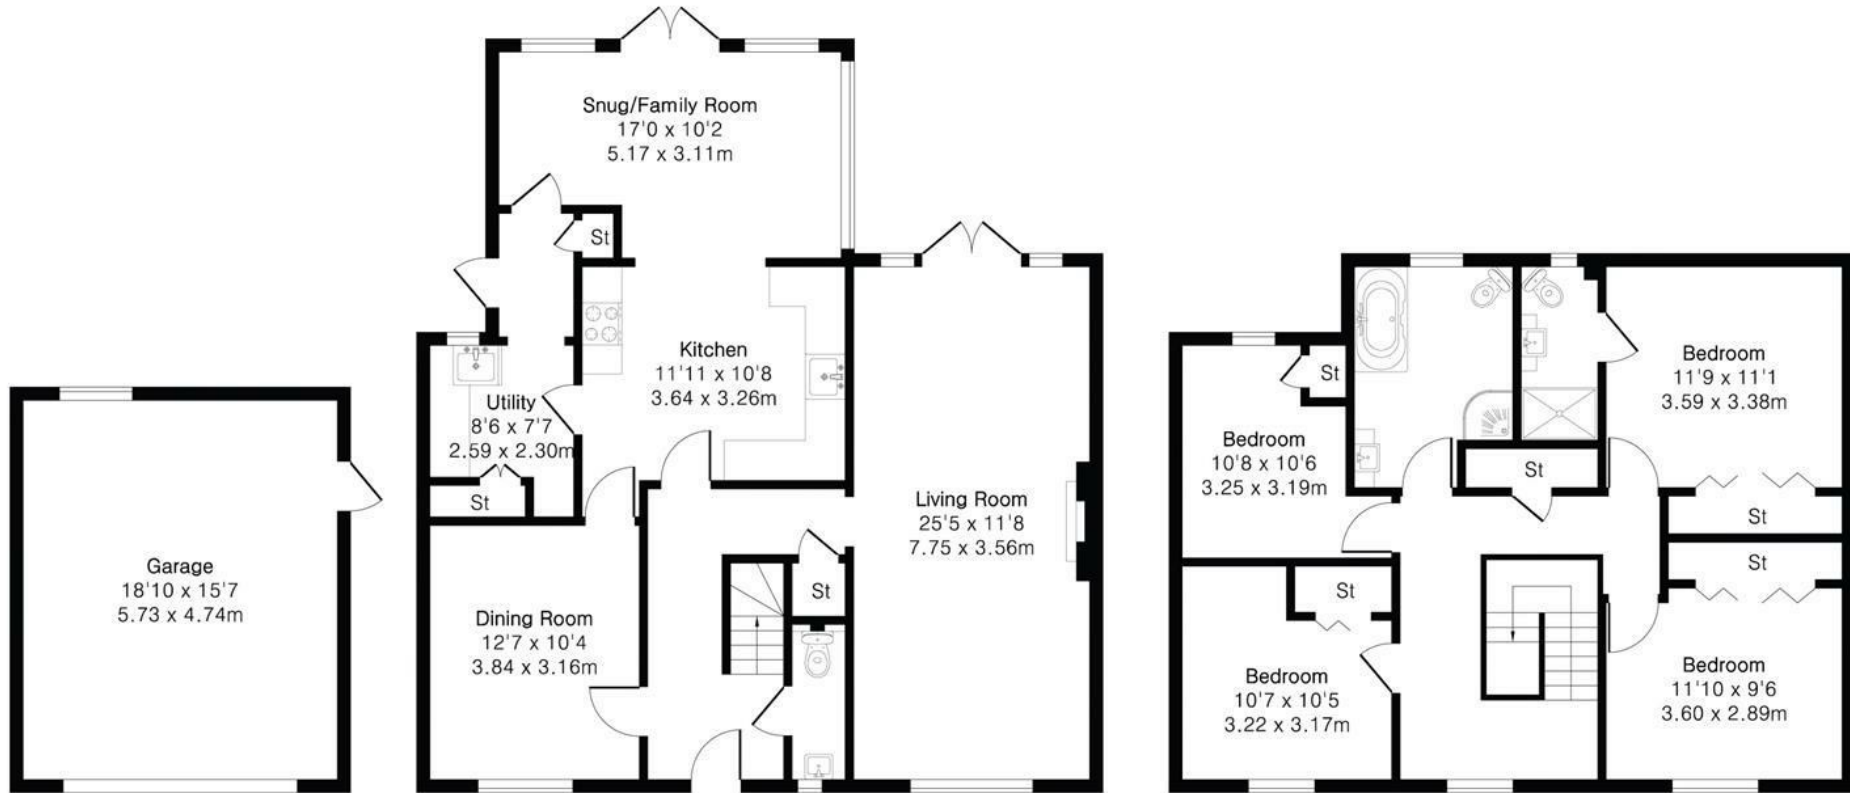 Garage
18'10 x 15'7
5.73 x 4.74m
Snug/Family Room
17'0 x 10'2
5.17 x 3.11m
St
Kitchen
11'11 x 10'8
3.64 x 3.26m
Utility
8'6 x 7'7
2.59 x 2.30m
St
Dining Room
12'7 x 10'4
3.84 x 3.16m
St
Living Room
25'5 x 11'8
7.75 x 3.56m
Bedroom
10'8 x 10'6
3.25 x 3.19m
St
St
Bedroom
11'9 x 11'1
3.59 x 3.38m
St
St
Bedroom
10'7 x 10'5
3.22 x 3.17m
St
Bedroom
11'10 x 9'6
3.60 x 2.89m